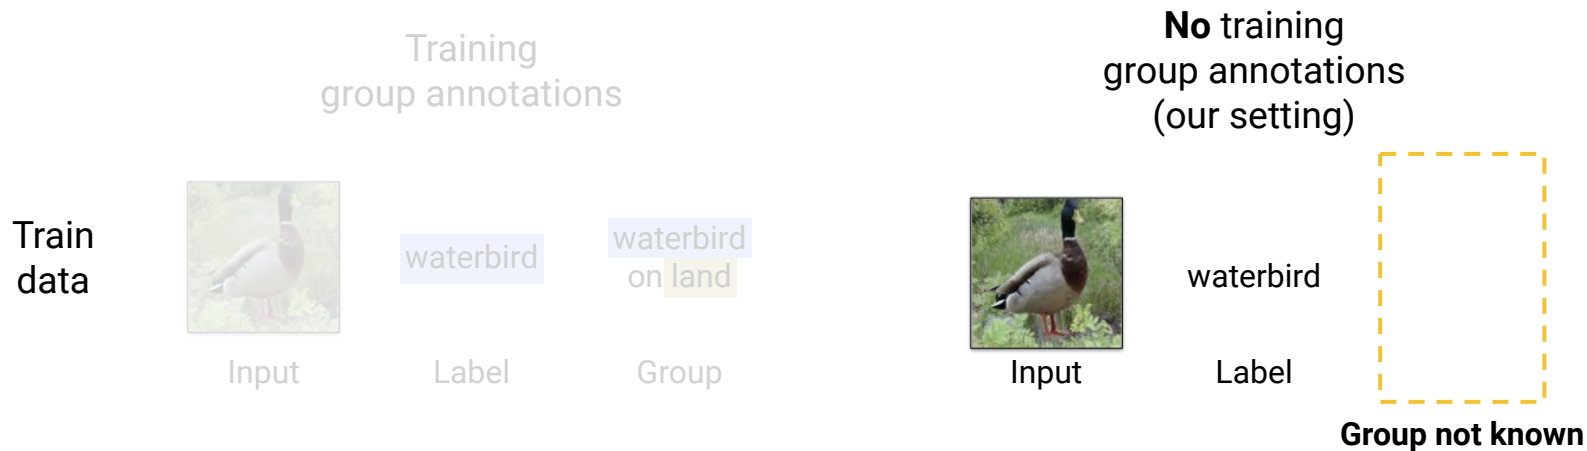 Training
group annotations
No training
group annotations
(our setting)
Train
data
waterbird
waterbird
on land
waterbird
Input
Label
Group
Input
Label
Group not known